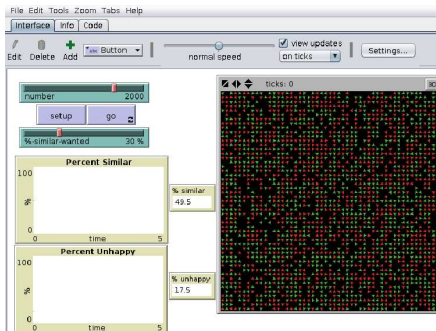 File Edit Tools Zoom Tabs Help
Interface Info Code
Edit Delete Add
abc Button
normal speed
view updates
on ticks
Settings...
number 2000
setup go
%-similar-wanted 30 %
ticks: 0
3D
Percent Similar
100
%
0
0 time 5
% similar
49.5
Percent Unhappy
100
%
0
0 time 5
% unhappy
17.5